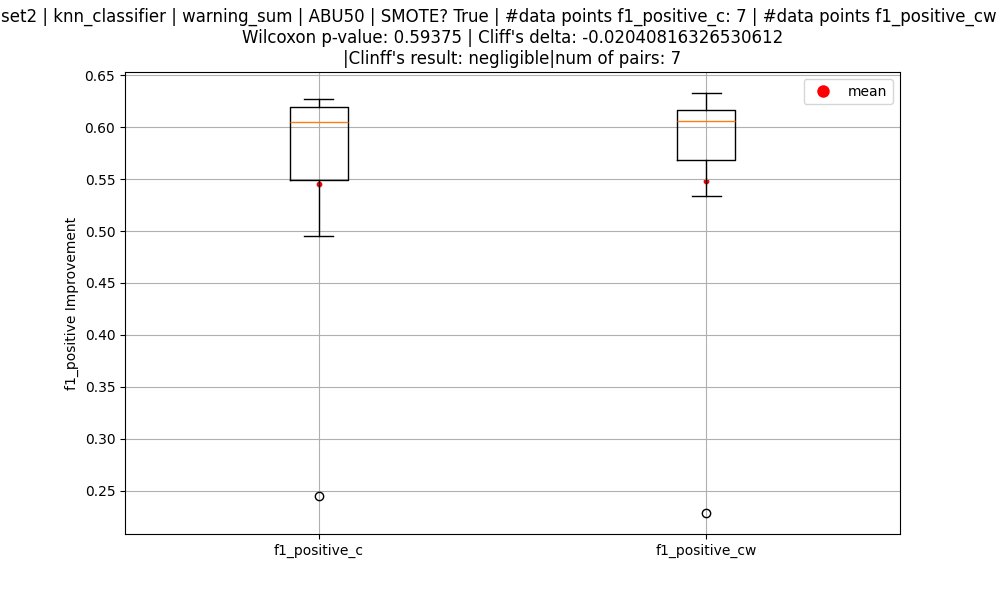 set2 | knn_classifier | warning_sum | ABU50 | SMOTE? True | #data points f1_positive_c: 7 | #data points f1_positive_cw
Wilcoxon p-value: 0.59375 | Cliff's delta: -0.02040816326530612
|Clinff's result: negligible|num of pairs: 7
mean
0.65
0.60
0.55
0.50
0.45
0.40
0.35
0.30
0.25
f1_positive Improvement
f1_positive_c
f1_positive_cw